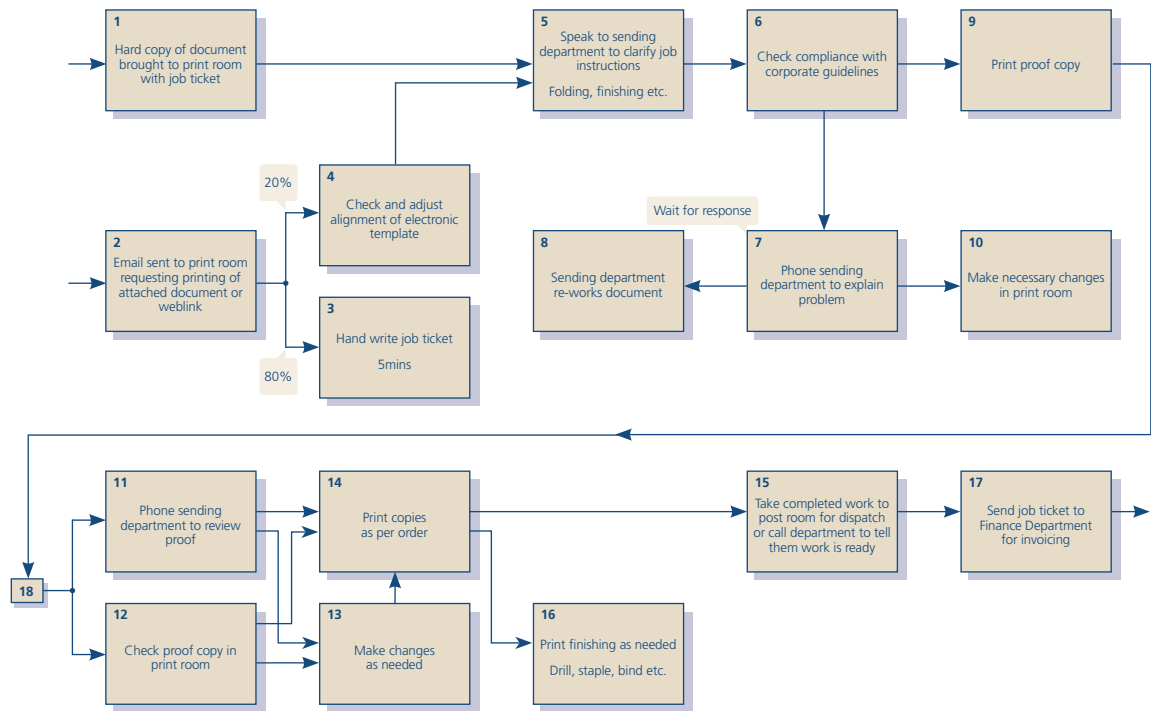 1
Hard copy of document
brought to print room
with job ticket
5
Speak to sending
department to clarify job
instructions
Folding, finishing etc.
6
Check compliance with
corporate guidelines
9
Print proof copy
20%
4
Check and adjust
alignment of electronic
template
2
Email sent to print room
requesting printing of
attached document or
weblink
3
Hand write job ticket
5mins
80%
Wait for response
8
Sending department
re-works document
7
Phone sending
department to explain
problem
10
Make necessary changes
in print room
11
Phone sending
department to review
proof
14
Print copies
as per order
15
Take completed work to
post room for dispatch
or call department to tell
them work is ready
17
Send job ticket to
Finance Department
for invoicing
18
12
Check proof copy in
print room
13
Make changes
as needed
16
Print finishing as needed
Drill, staple, bind etc.